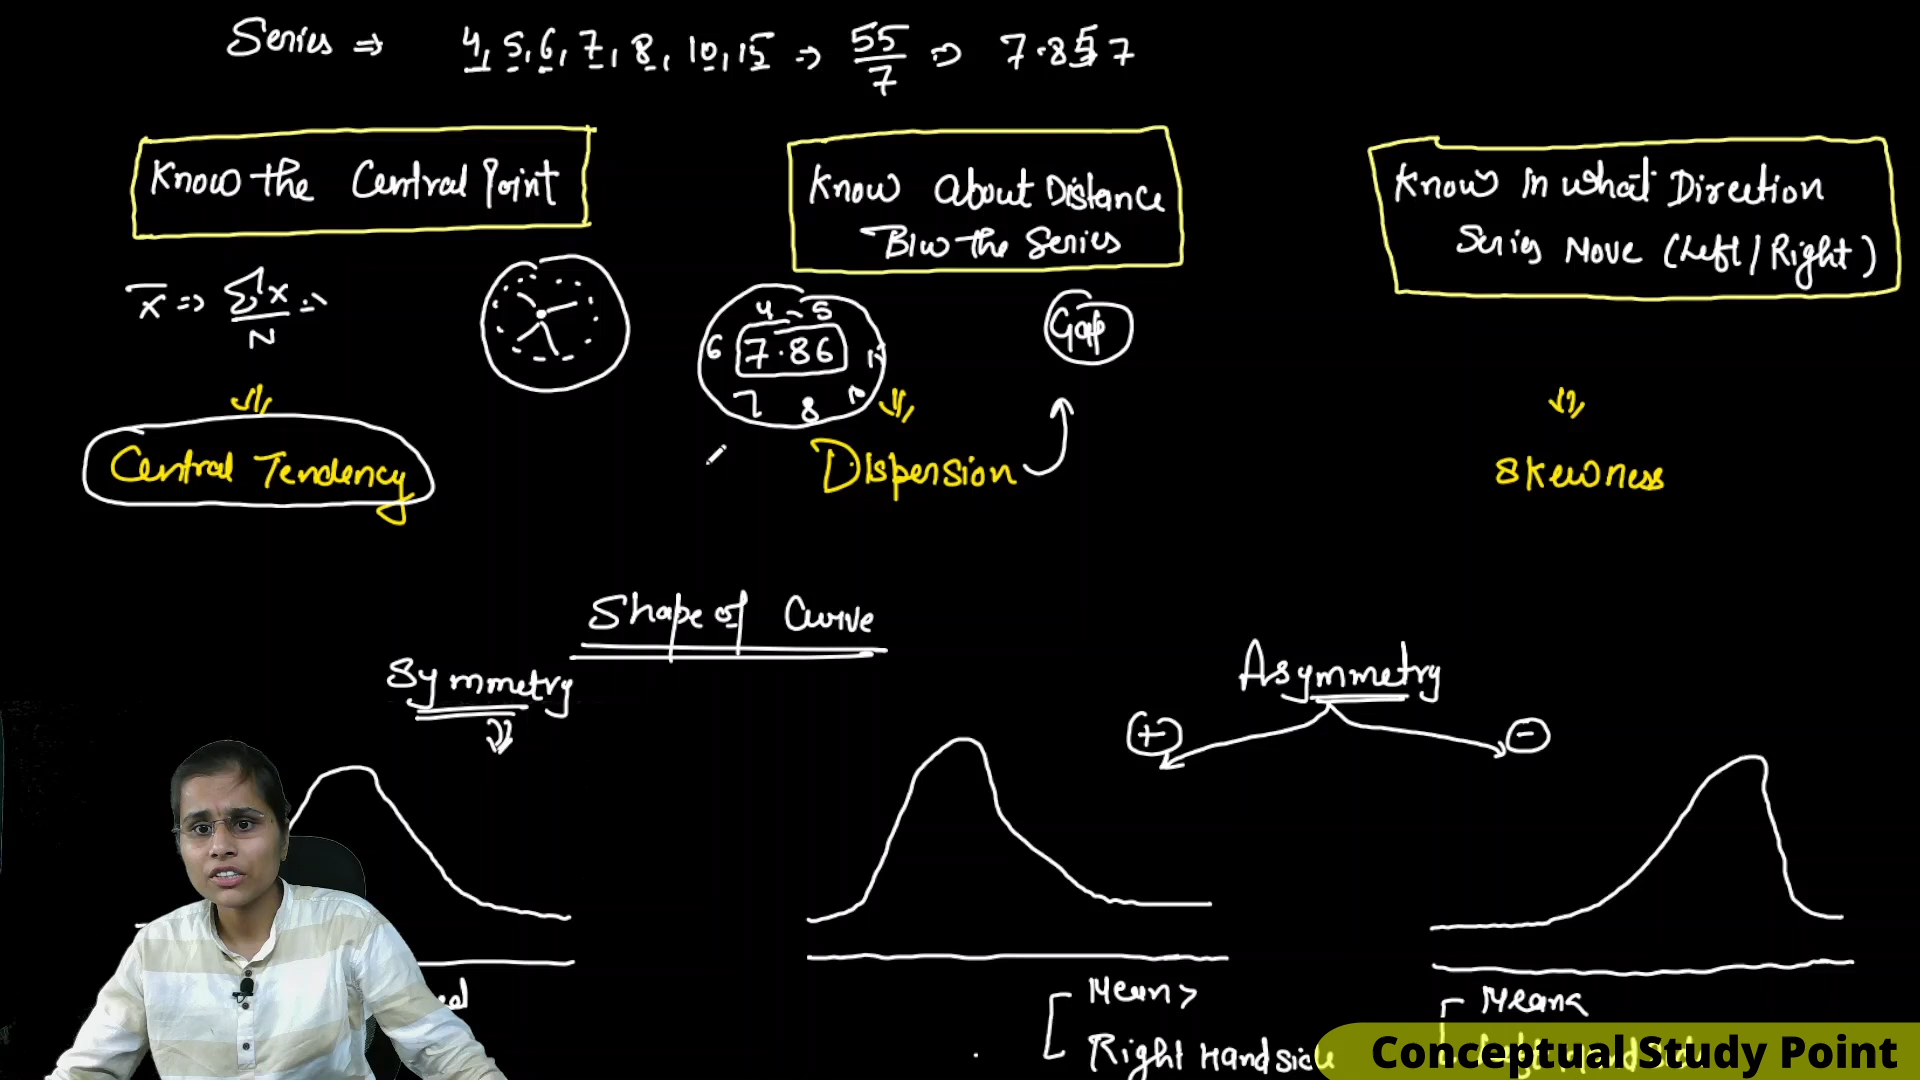 Series ⇒ 4, 5, 6, 7, 8, 10, 15 ⇒ 55/7 ⇒ 7.857
Know the Central Point
Know About Distance
B/w the Series
Know In what Direction
Series Move (Left / Right)
x̄ ⇒ Σx/N ⇒
4 5
6 7.86
7 8 10
Gap
Central Tendency
Dispersion
Skewness
Shape of Curve
Symmetry
Asymmetry
+
-
Mean >
Right Hand side
Mean <
Conceptual Study Point